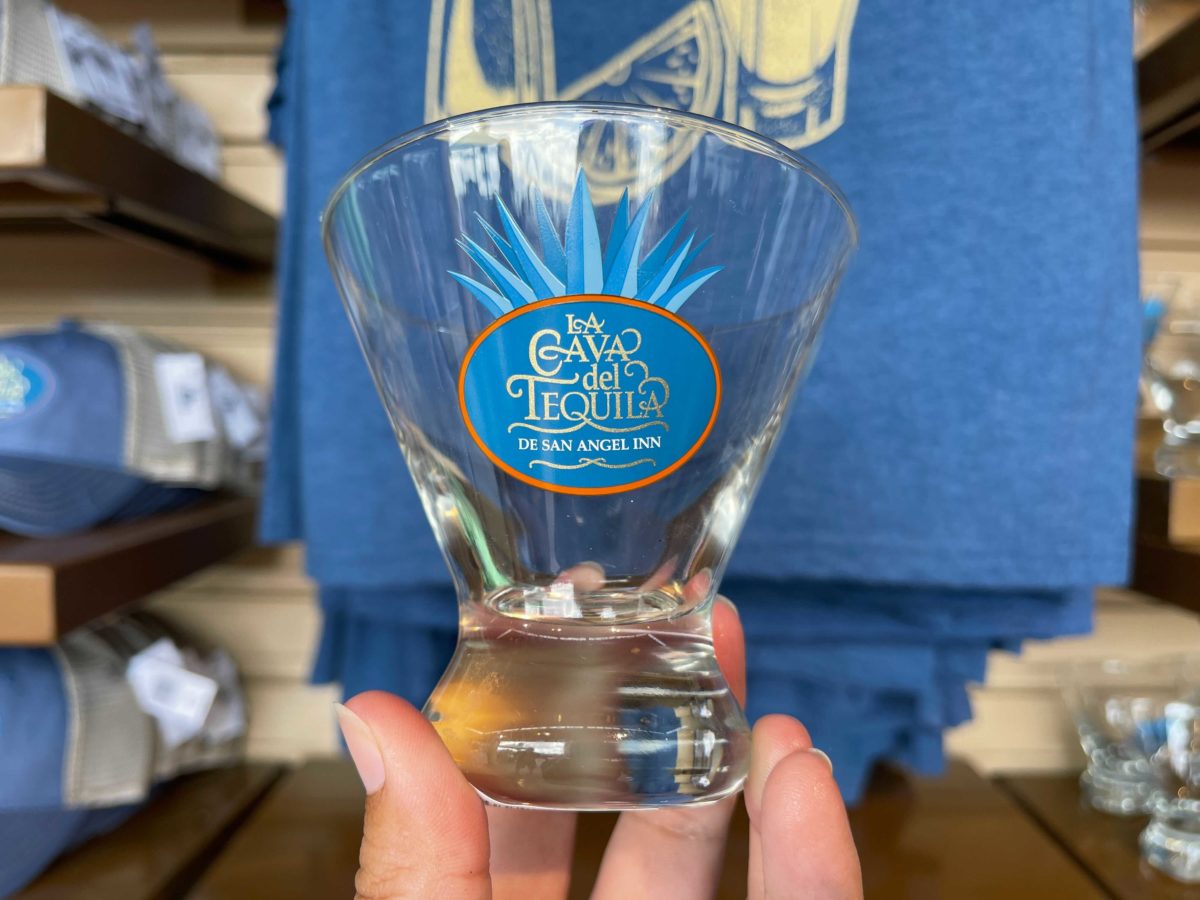 LA
CAVA
del
TEQUILA
DE SAN ANGEL INN